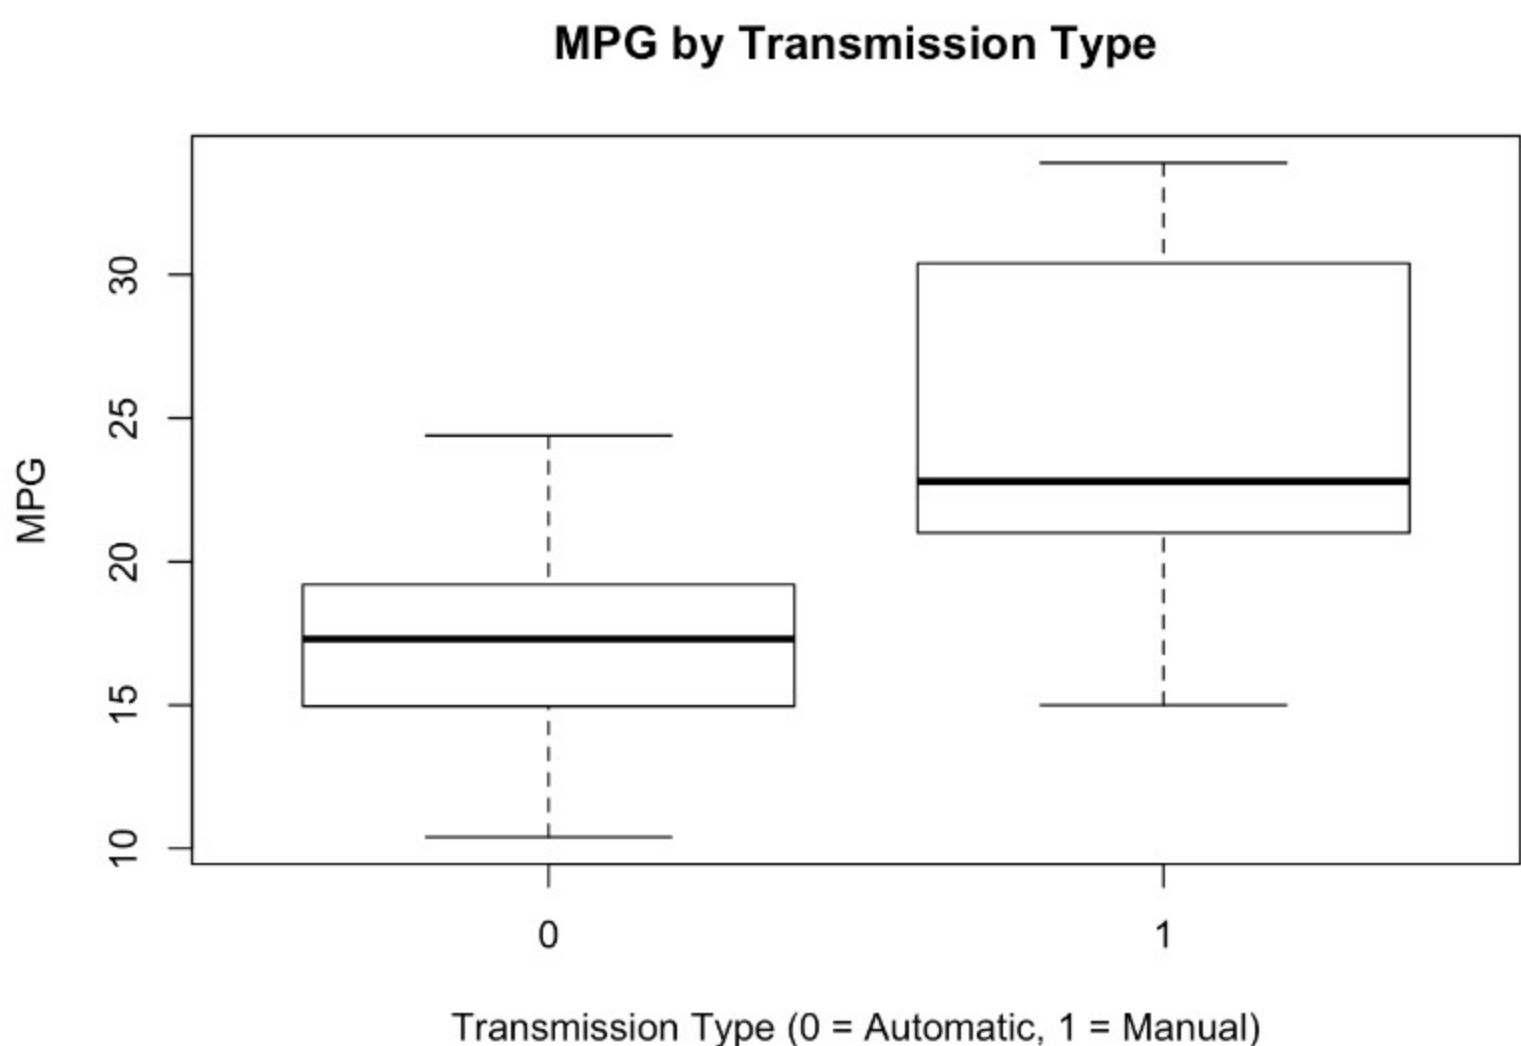 MPG by Transmission Type
MPG
30
25
20
15
10
0 1
Transmission Type (0 = Automatic, 1 = Manual)